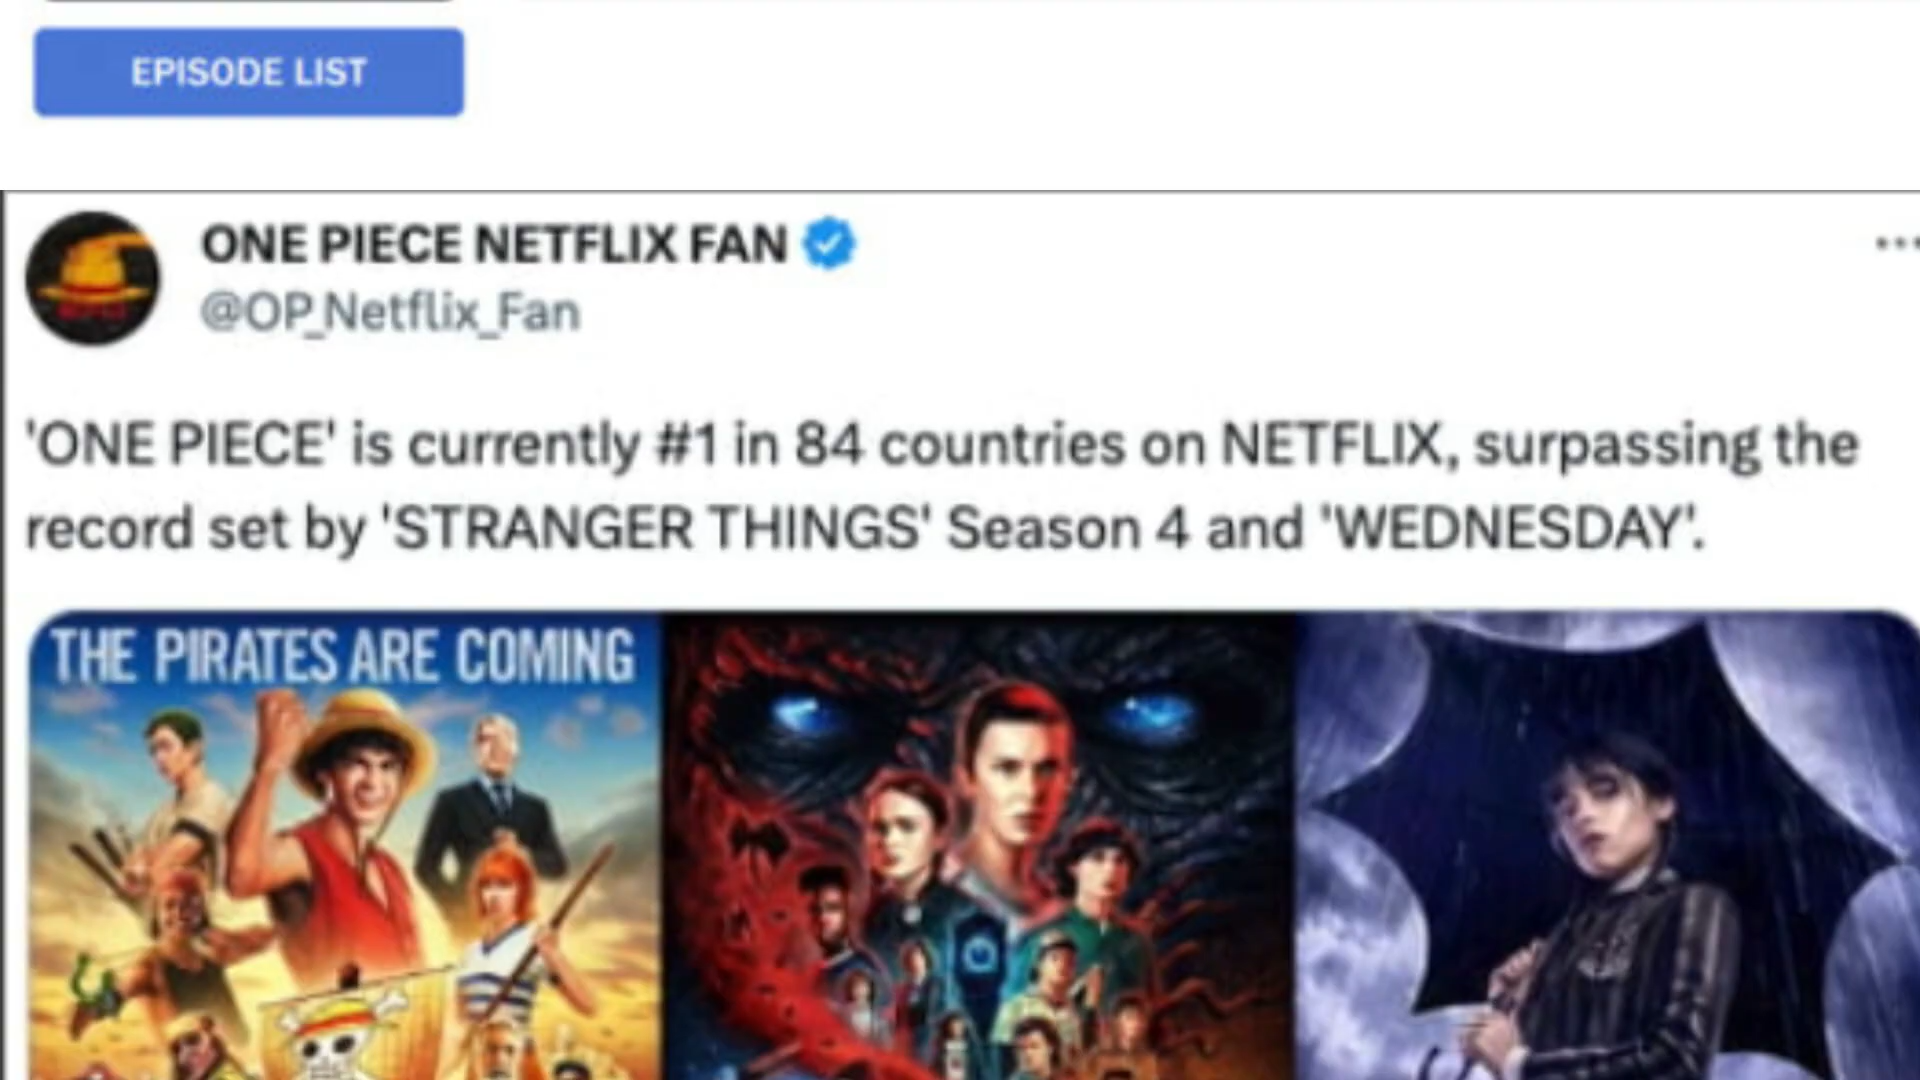 EPISODE LIST
ONE PIECE NETFLIX FAN
@OP_Netflix_Fan
'ONE PIECE' is currently #1 in 84 countries on NETFLIX, surpassing the
record set by 'STRANGER THINGS' Season 4 and 'WEDNESDAY'.
THE PIRATES ARE COMING